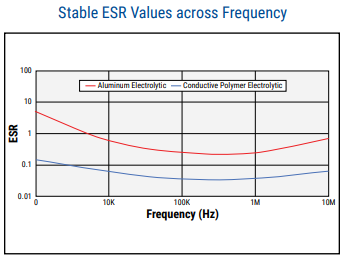 Stable ESR Values across Frequency
100
Aluminum Electrolytic Conductive Polymer Electrolytic
10
1
ESR
0.1
0.01
0 10K 100K 1M 10M
Frequency (Hz)